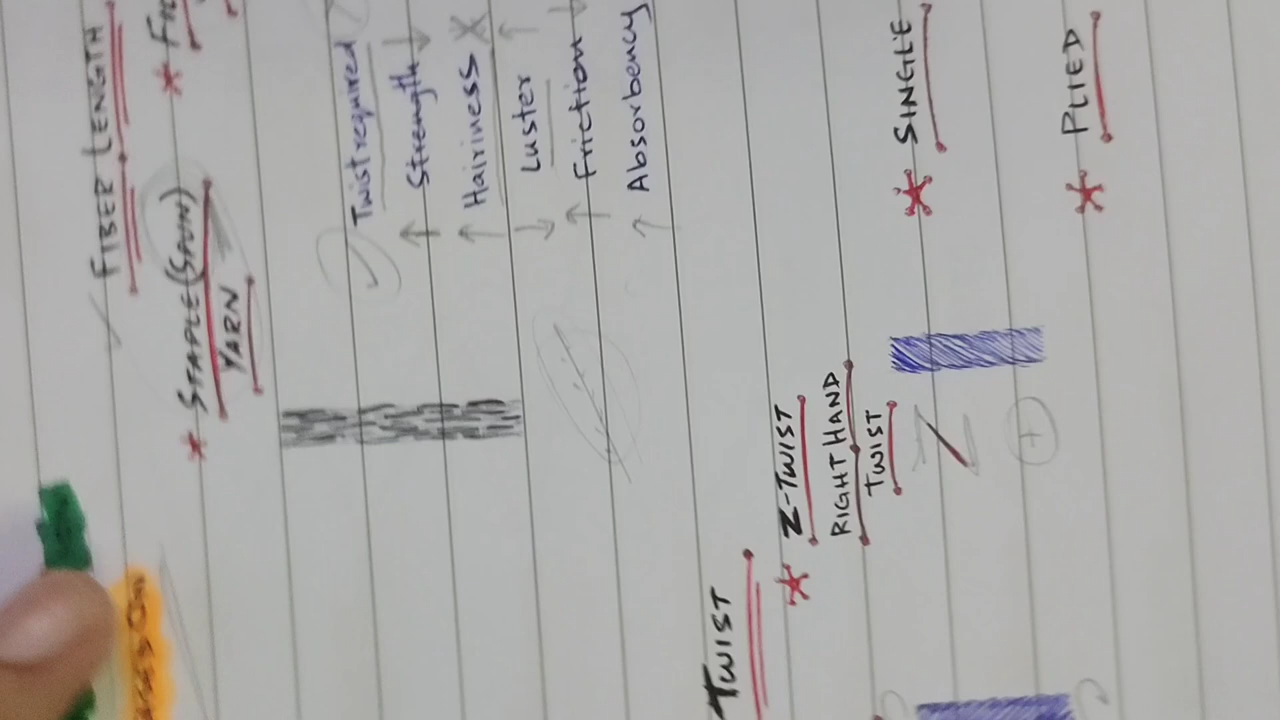 FIBER LENGTH
* STAPLE (SPUN)
YARN
Twist required
↑ Strength ↓
↑ Hairiness X
↓ Luster ↑
↑ Friction ↓
↑ Absorbency
TWIST
* Z-TWIST
RIGHT HAND
TWIST
Z
+
* SINGLE
* PLIED